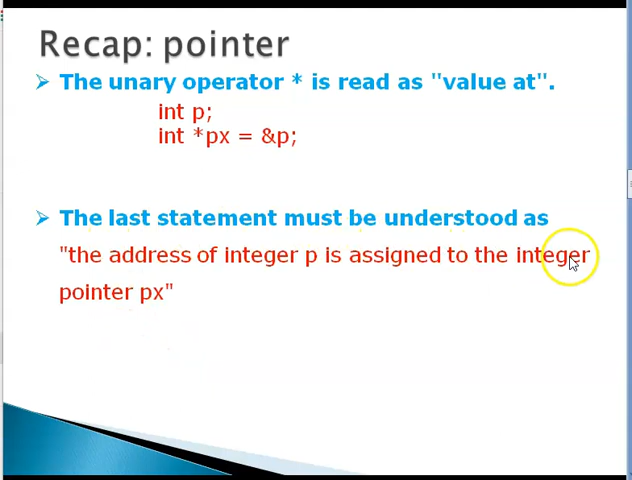 Recap: pointer
➢ The unary operator * is read as "value at".
int p;
int *px = &p;
➢ The last statement must be understood as
"the address of integer p is assigned to the integer
pointer px"